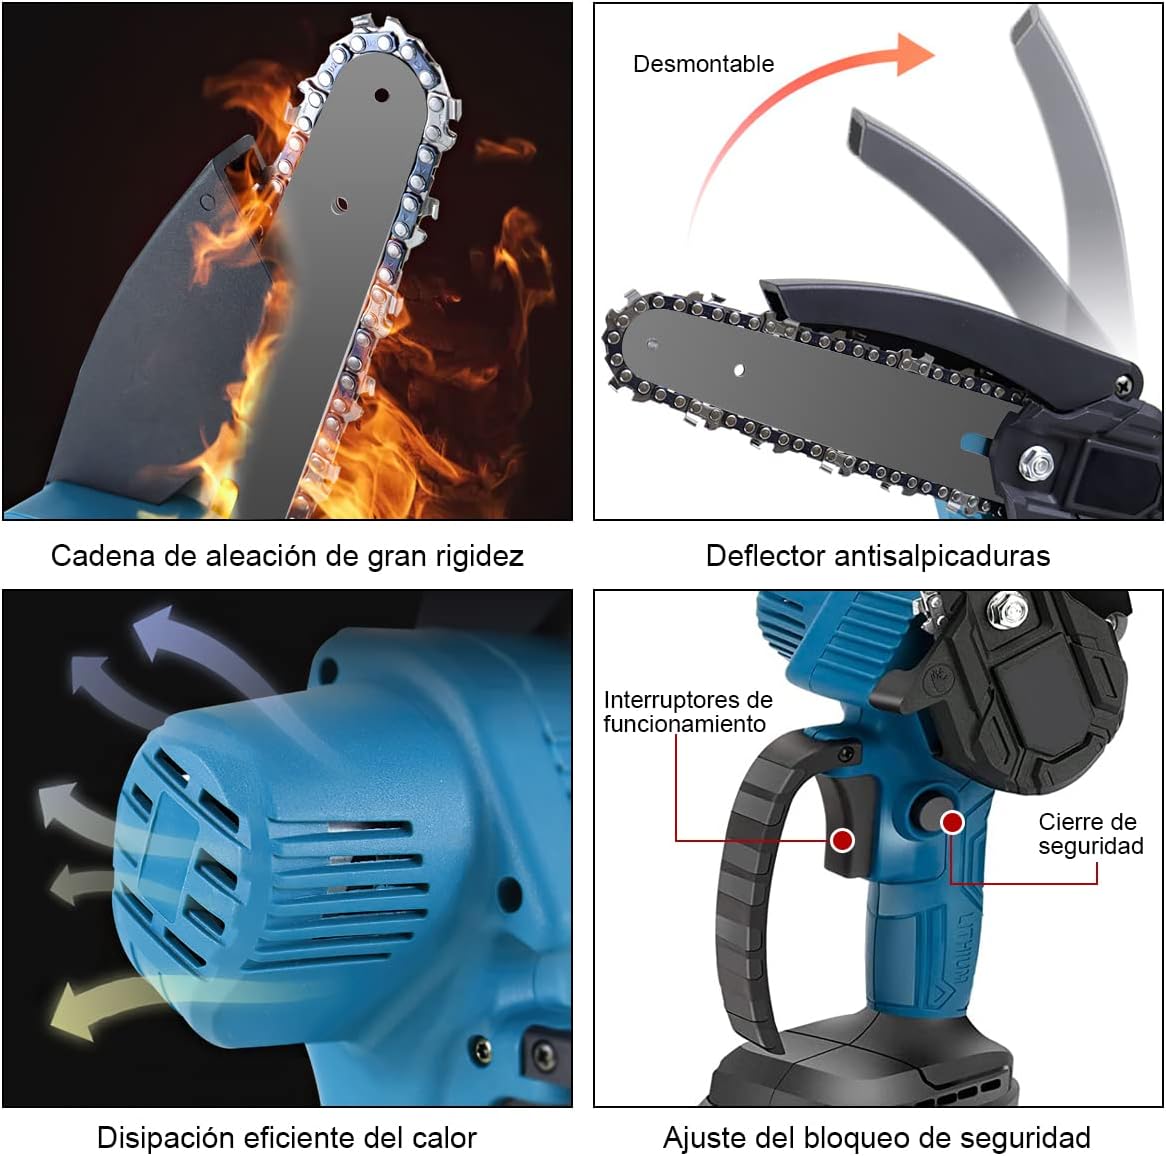 Desmontable
Cadena de aleación de gran rigidez
Deflector antisalpicaduras
Interruptores de
funcionamiento
Cierre de
seguridad
LITHIUM
Disipación eficiente del calor
Ajuste del bloqueo de seguridad